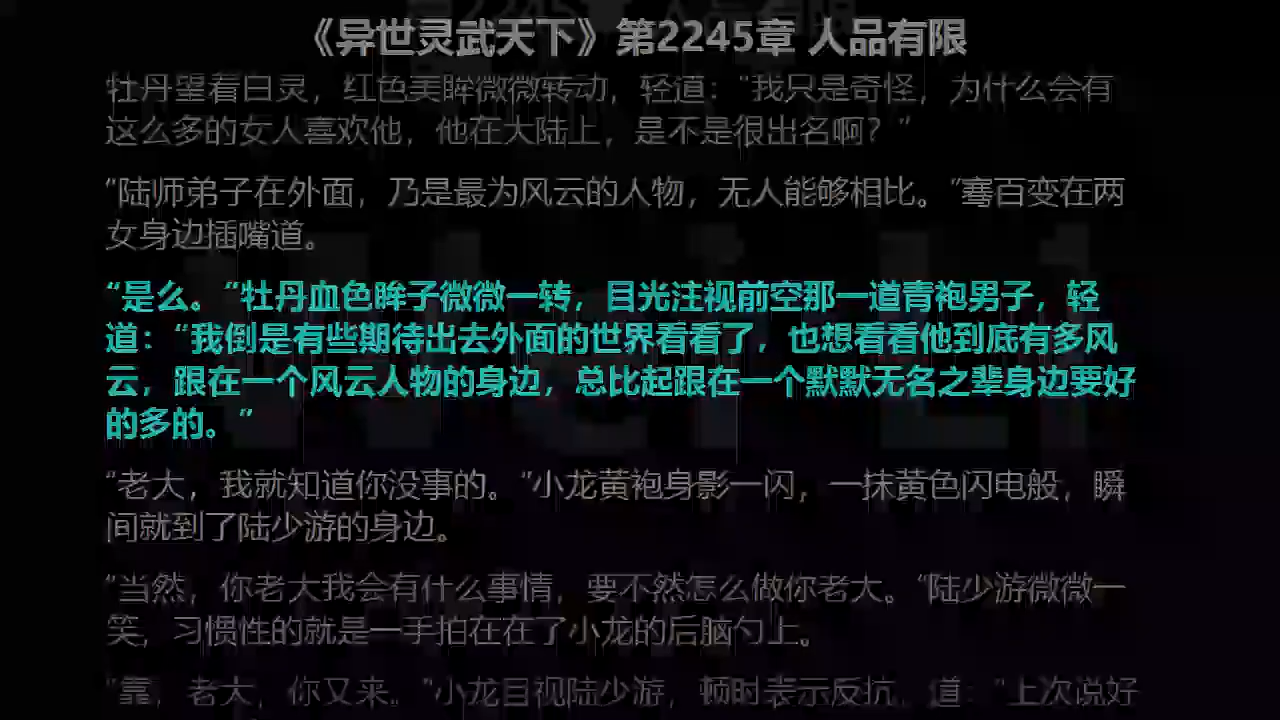 《异世灵武天下》第2245章 人品有限
牡丹望着白灵，红色美眸微微转动，轻道：“我只是奇怪，为什么会有
这么多的女人喜欢他，他在大陆上，是不是很出名啊？”
“陆师弟子在外面，乃是最为风云的人物，无人能够相比。”骞百变在两
女身边插嘴道。
“是么。”牡丹血色眸子微微一转，目光注视前空那一道青袍男子，轻
道：“我倒是有些期待出去外面的世界看看了，也想看看他到底有多风
云，跟在一个风云人物的身边，总比起跟在一个默默无名之辈身边要好
的多的。”
“老大，我就知道你没事的。”小龙黄袍身影一闪，一抹黄色闪电般，瞬
间就到了陆少游的身边。
“当然，你老大我会有什么事情，要不然怎么做你老大。”陆少游微微一
笑，习惯性的就是一手拍在在了小龙的后脑勺上。
“靠，老大，你又来。”小龙目视陆少游，顿时表示反抗，道：“上次说好